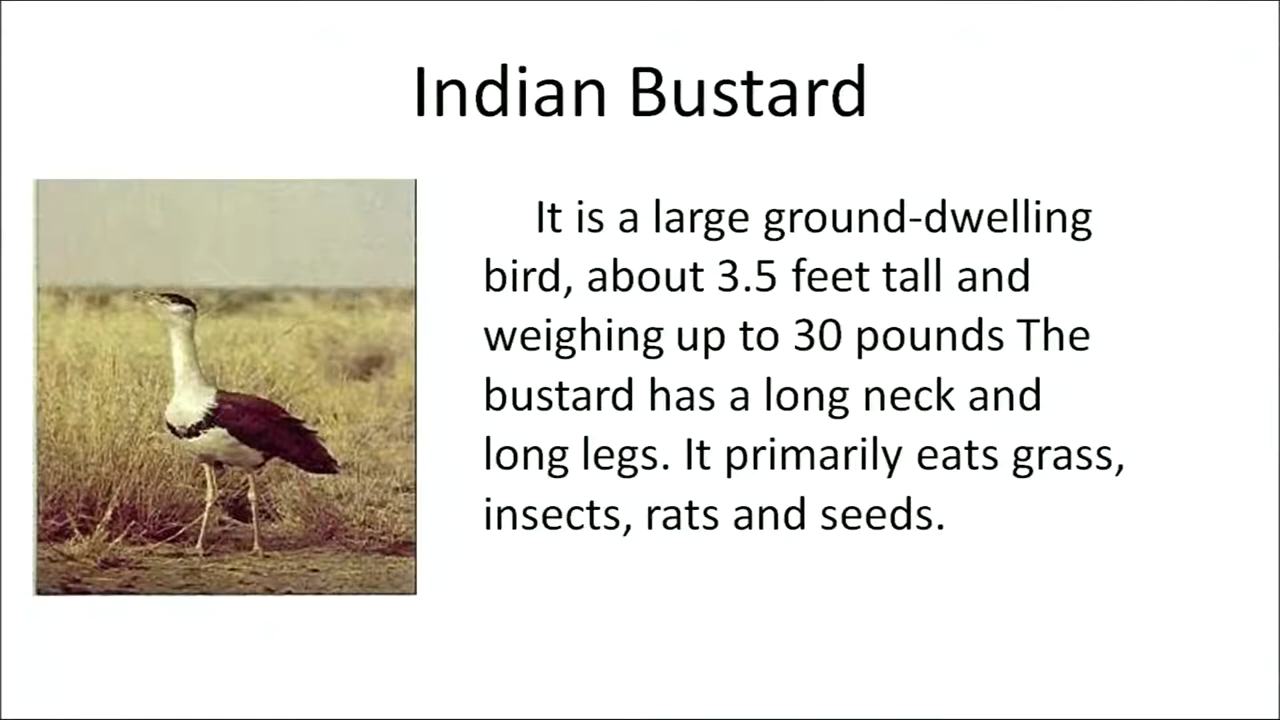 Indian Bustard
It is a large ground-dwelling
bird, about 3.5 feet tall and
weighing up to 30 pounds The
bustard has a long neck and
long legs. It primarily eats grass,
insects, rats and seeds.